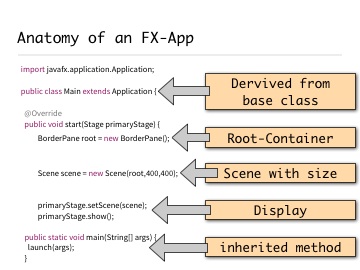 Anatomy of an FX-App
import javafx.application.Application;
public class Main extends Application {
Dervived from
base class
@Override
public void start(Stage primaryStage) {
BorderPane root = new BorderPane();
Root-Container
Scene scene = new Scene(root,400,400);
Scene with size
primaryStage.setScene(scene);
primaryStage.show();
Display
public static void main(String[] args) {
launch(args);
}
inherited method